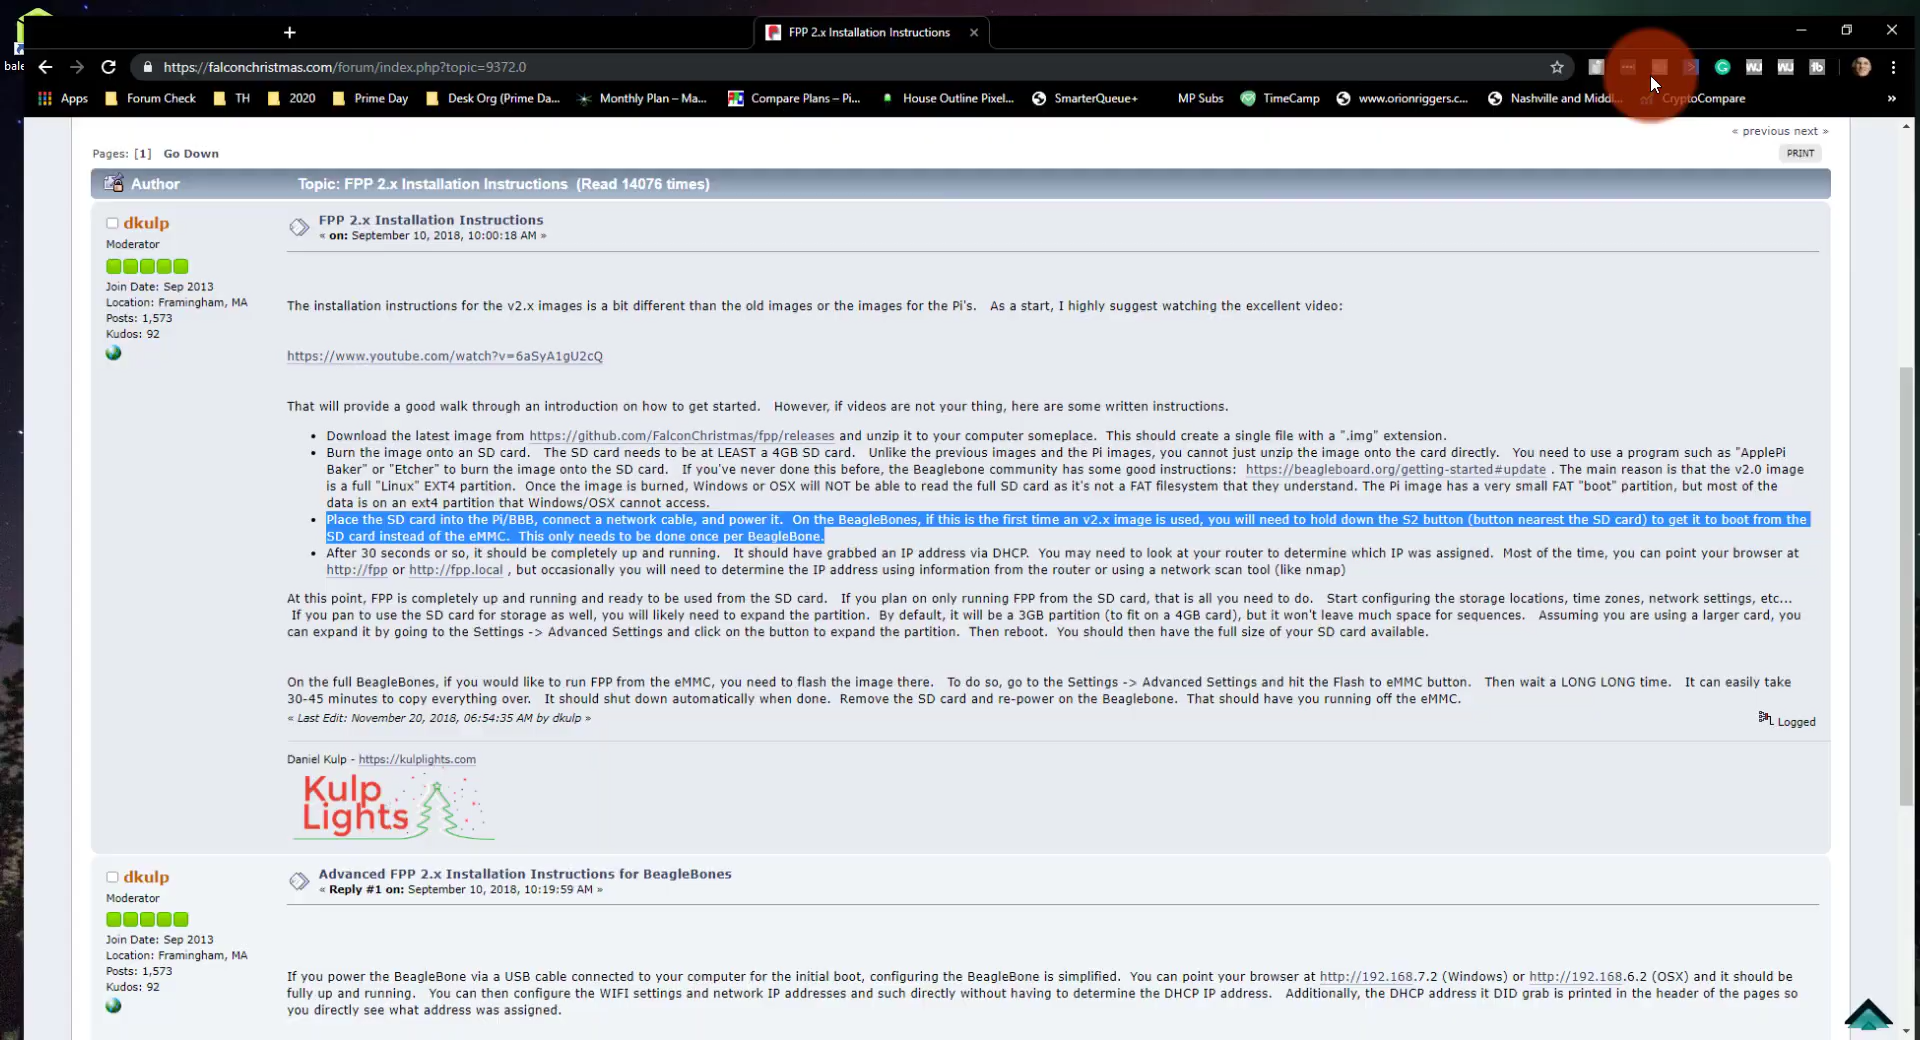 bale
FPP 2.x Installation Instructions
https://falconchristmas.com/forum/index.php?topic=9372.0
Apps Forum Check TH 2020 Prime Day Desk Org (Prime Da... Monthly Plan – Ma... Compare Plans – Pi... House Outline Pixel... SmarterQueue+ MP Subs TimeCamp www.orionriggers.c... Nashville and Middl... CryptoCompare »
« previous next »
Pages: [1] Go Down
PRINT
Author Topic: FPP 2.x Installation Instructions (Read 14076 times)
dkulp
Moderator
Join Date: Sep 2013
Location: Framingham, MA
Posts: 1,573
Kudos: 92
FPP 2.x Installation Instructions
« on: September 10, 2018, 10:00:18 AM »
The installation instructions for the v2.x images is a bit different than the old images or the images for the Pi's. As a start, I highly suggest watching the excellent video:
https://www.youtube.com/watch?v=6aSyA1gU2cQ
That will provide a good walk through an introduction on how to get started. However, if videos are not your thing, here are some written instructions.
• Download the latest image from https://github.com/FalconChristmas/fpp/releases and unzip it to your computer someplace. This should create a single file with a ".img" extension.
• Burn the image onto an SD card. The SD card needs to be at LEAST a 4GB SD card. Unlike the previous images and the Pi images, you cannot just unzip the image onto the card directly. You need to use a program such as "ApplePi
Baker" or "Etcher" to burn the image onto the SD card. If you've never done this before, the Beaglebone community has some good instructions: https://beagleboard.org/getting-started#update . The main reason is that the v2.0 image
is a full "Linux" EXT4 partition. Once the image is burned, Windows or OSX will NOT be able to read the full SD card as it's not a FAT filesystem that they understand. The Pi image has a very small FAT "boot" partition, but most of the
data is on an ext4 partition that Windows/OSX cannot access.
• Place the SD card into the Pi/BBB, connect a network cable, and power it. On the BeagleBones, if this is the first time an v2.x image is used, you will need to hold down the S2 button (button nearest the SD card) to get it to boot from the
SD card instead of the eMMC. This only needs to be done once per BeagleBone.
• After 30 seconds or so, it should be completely up and running. It should have grabbed an IP address via DHCP. You may need to look at your router to determine which IP was assigned. Most of the time, you can point your browser at
http://fpp or http://fpp.local , but occasionally you will need to determine the IP address using information from the router or using a network scan tool (like nmap)
At this point, FPP is completely up and running and ready to be used from the SD card. If you plan on only running FPP from the SD card, that is all you need to do. Start configuring the storage locations, time zones, network settings, etc...
If you pan to use the SD card for storage as well, you will likely need to expand the partition. By default, it will be a 3GB partition (to fit on a 4GB card), but it won't leave much space for sequences. Assuming you are using a larger card, you
can expand it by going to the Settings -> Advanced Settings and click on the button to expand the partition. Then reboot. You should then have the full size of your SD card available.
On the full BeagleBones, if you would like to run FPP from the eMMC, you need to flash the image there. To do so, go to the Settings -> Advanced Settings and hit the Flash to eMMC button. Then wait a LONG LONG time. It can easily take
30-45 minutes to copy everything over. It should shut down automatically when done. Remove the SD card and re-power on the Beaglebone. That should have you running off the eMMC.
« Last Edit: November 20, 2018, 06:54:35 AM by dkulp »
Logged
Daniel Kulp - https://kulplights.com
Kulp
Lights
dkulp
Moderator
Join Date: Sep 2013
Location: Framingham, MA
Posts: 1,573
Kudos: 92
Advanced FPP 2.x Installation Instructions for BeagleBones
« Reply #1 on: September 10, 2018, 10:19:59 AM »
If you power the BeagleBone via a USB cable connected to your computer for the initial boot, configuring the BeagleBone is simplified. You can point your browser at http://192.168.7.2 (Windows) or http://192.168.6.2 (OSX) and it should be
fully up and running. You can then configure the WIFI settings and network IP addresses and such directly without having to determine the DHCP IP address. Additionally, the DHCP address it DID grab is printed in the header of the pages so
you directly see what address was assigned.